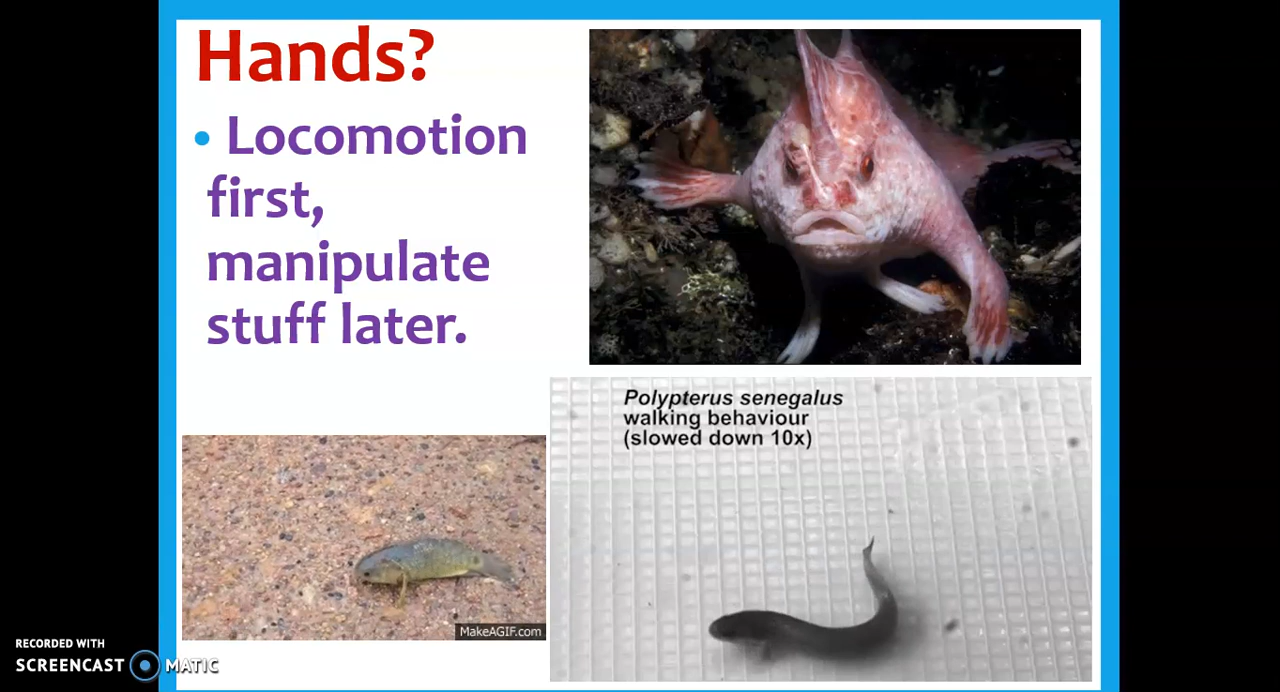 Hands?
• Locomotion
first,
manipulate
stuff later.
Polypterus senegalus
walking behaviour
(slowed down 10x)
MakeAGIF.com
RECORDED WITH
SCREENCAST MATIC